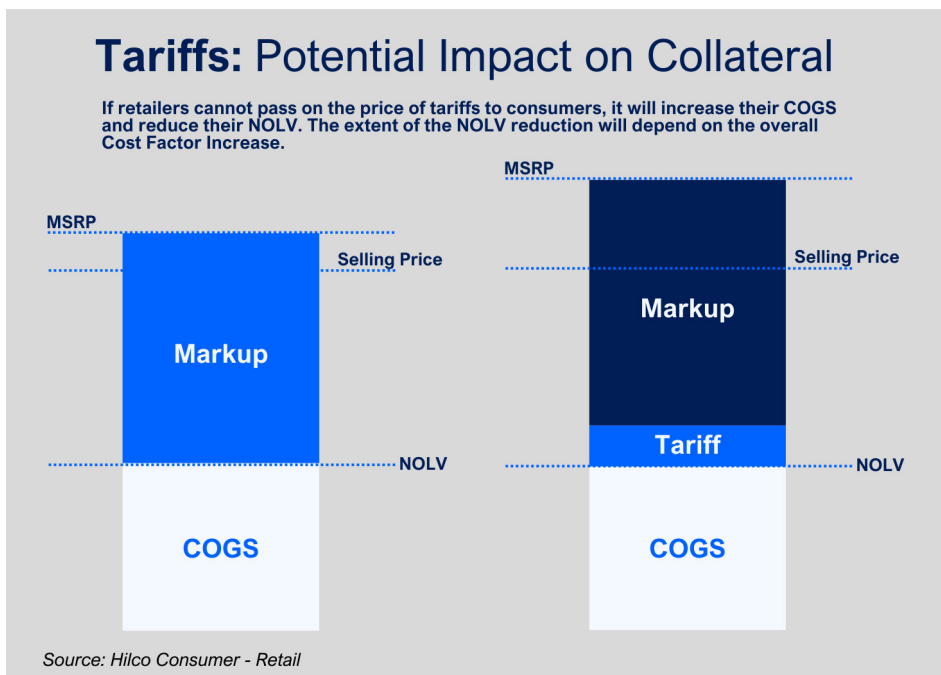 Tariffs: Potential Impact on Collateral
If retailers cannot pass on the price of tariffs to consumers, it will increase their COGS
and reduce their NOLV. The extent of the NOLV reduction will depend on the overall
Cost Factor Increase.
MSRP
Selling Price
Markup
NOLV
COGS
MSRP
Selling Price
Markup
Tariff
NOLV
COGS
Source: Hilco Consumer - Retail